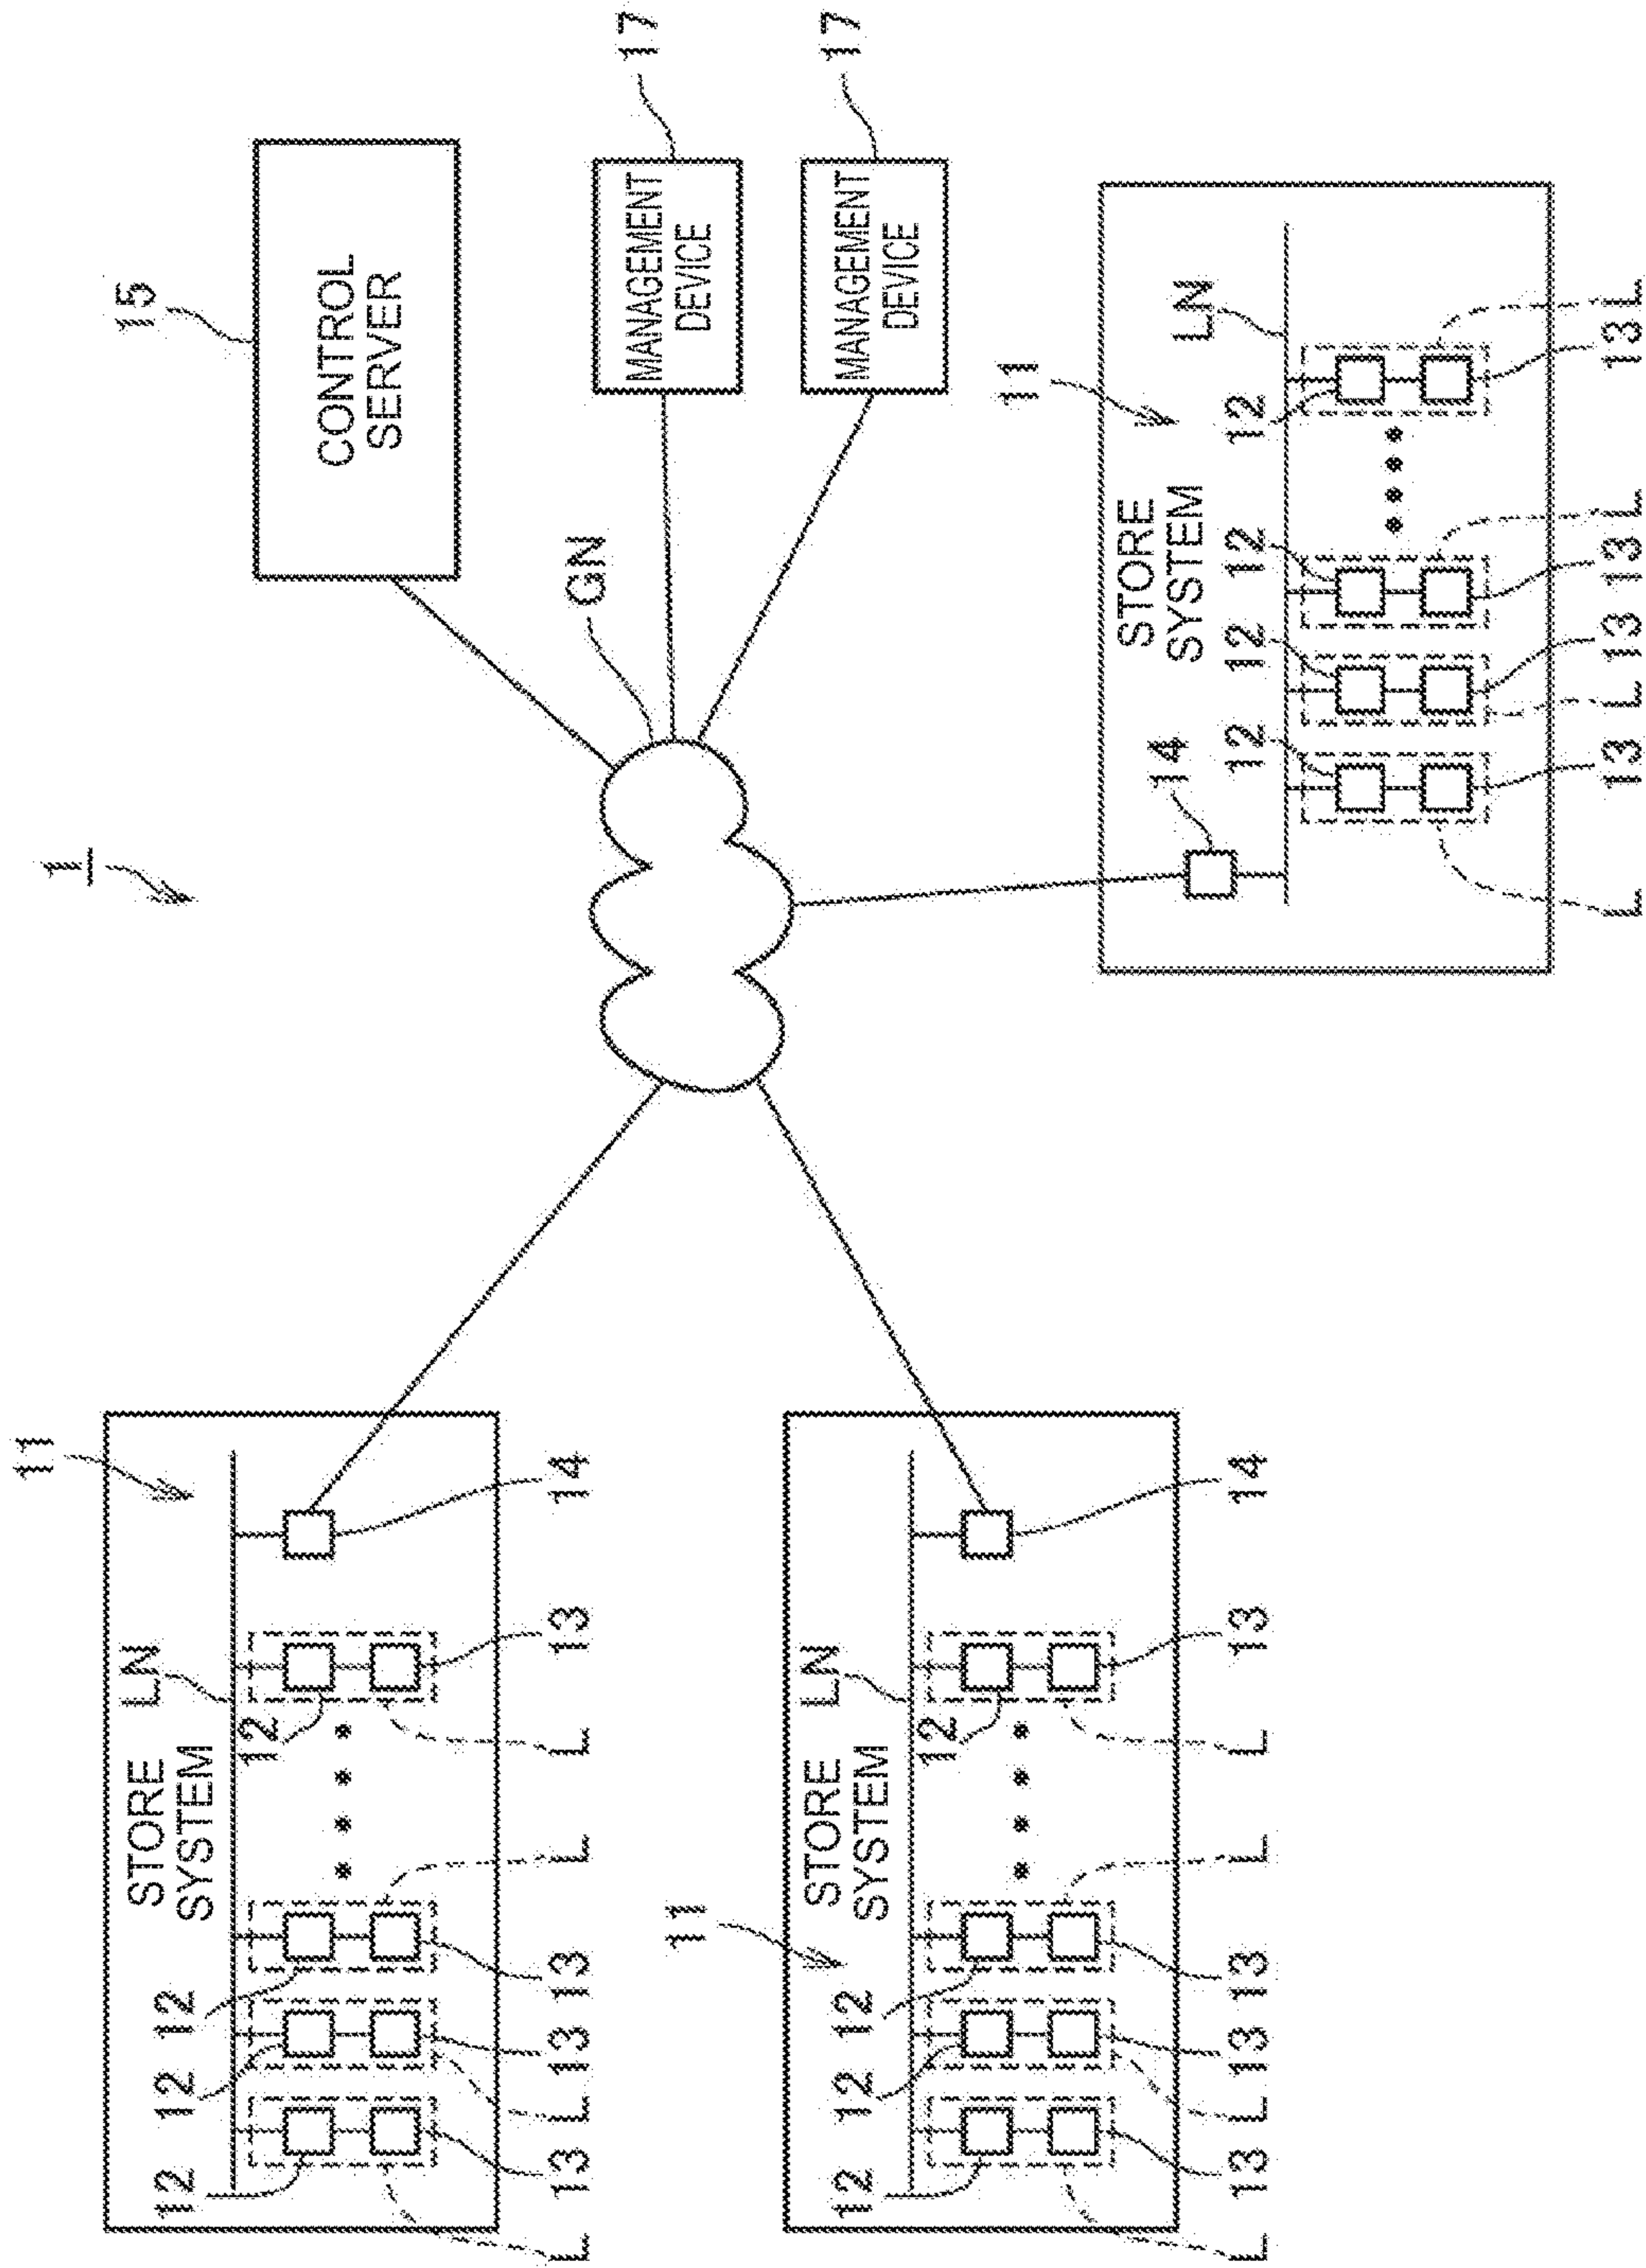 1
11
STORE
SYSTEM
LN
12 12 12 12
L 13 L 13 13 L L 13 14
11
STORE
SYSTEM
LN
12 12 12 12
L 13 L 13 13 L L 13 14
15
CONTROL
SERVER
GN
17
MANAGEMENT
DEVICE
17
MANAGEMENT
DEVICE
11
STORE
SYSTEM
LN
14 12 12 12 12
L 13 L 13 13 L 13 L